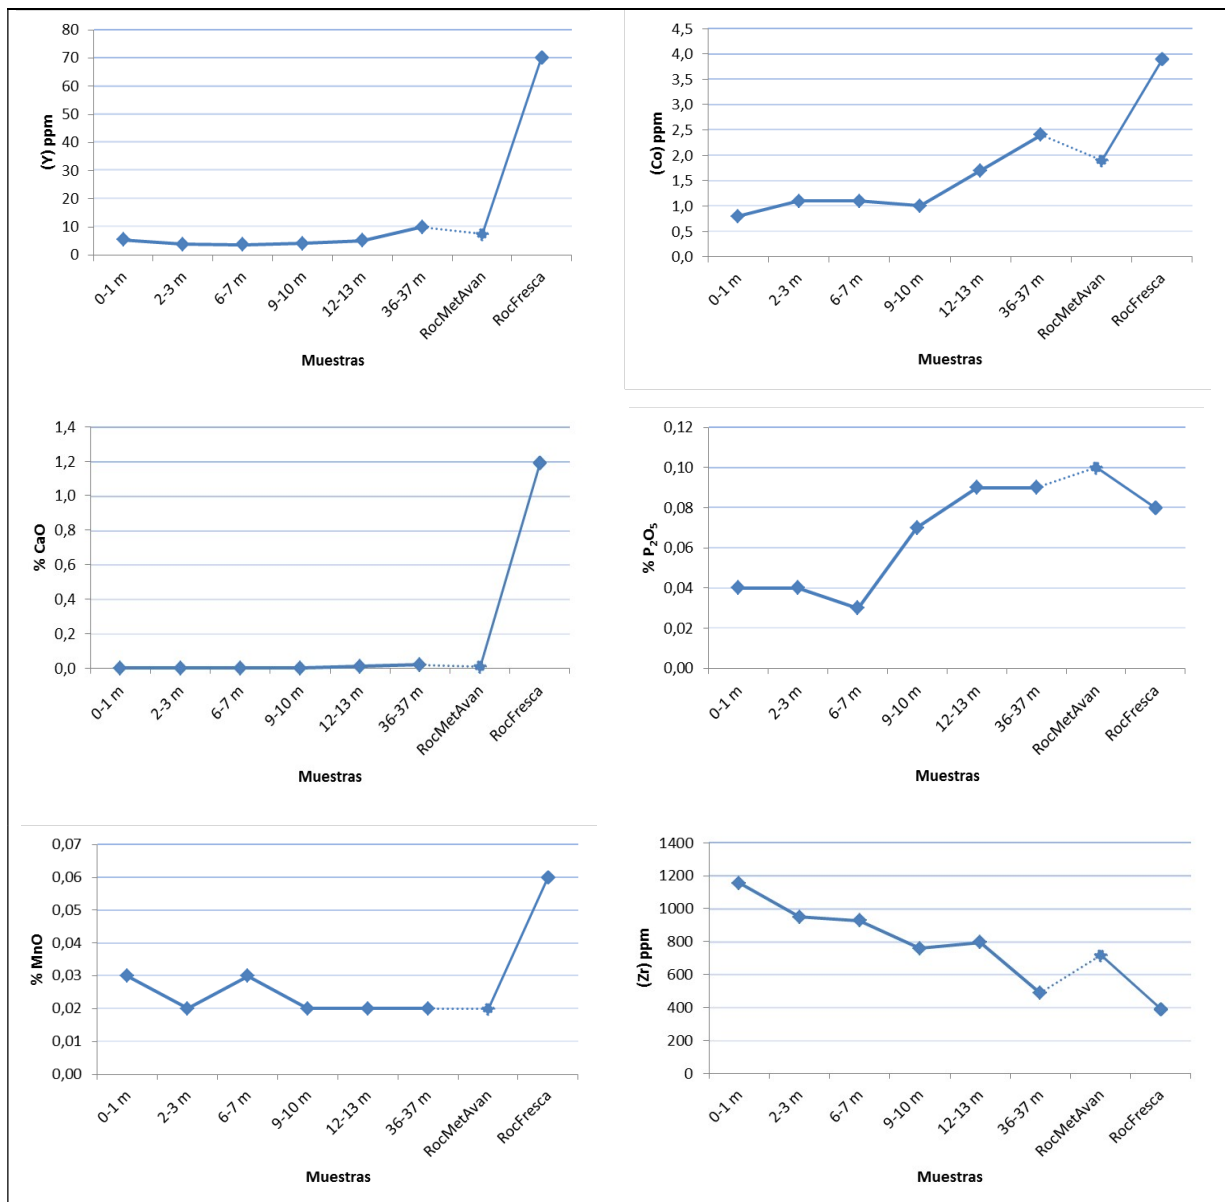 80
70
60
50
40
30
20
10
0
(Y) ppm
0-1 m
2-3 m
6-7 m
9-10 m
12-13 m
36-37 m
RocMetAvan
RocFresca
Muestras
4,5
4,0
3,5
3,0
2,5
2,0
1,5
1,0
0,5
0,0
(Co) ppm
0-1 m
2-3 m
6-7 m
9-10 m
12-13 m
36-37 m
RocMetAvan
RocFresca
Muestras
1,4
1,2
1,0
0,8
0,6
0,4
0,2
0,0
% CaO
0-1 m
2-3 m
6-7 m
9-10 m
12-13 m
36-37 m
RocMetAvan
RocFresca
Muestras
0,12
0,10
0,08
0,06
0,04
0,02
0,00
% P₂O₅
0-1 m
2-3 m
6-7 m
9-10 m
12-13 m
36-37 m
RocMetAvan
RocFresca
Muestras
0,07
0,06
0,05
0,04
0,03
0,02
0,01
0,00
% MnO
0-1 m
2-3 m
6-7 m
9-10 m
12-13 m
36-37 m
RocMetAvan
RocFresca
Muestras
1400
1200
1000
800
600
400
200
0
(Zr) ppm
0-1 m
2-3 m
6-7 m
9-10 m
12-13 m
36-37 m
RocMetAvan
RocFresca
Muestras